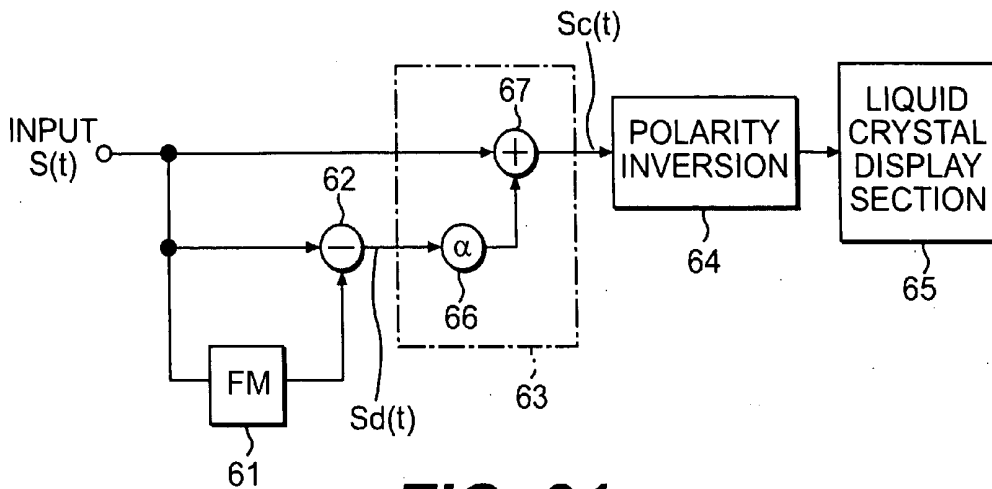 Sc(t)
67
INPUT
S(t)
+
POLARITY
INVERSION
LIQUID
CRYSTAL
DISPLAY
SECTION
62
−
α
66
64
65
FM
Sd(t)
63
61